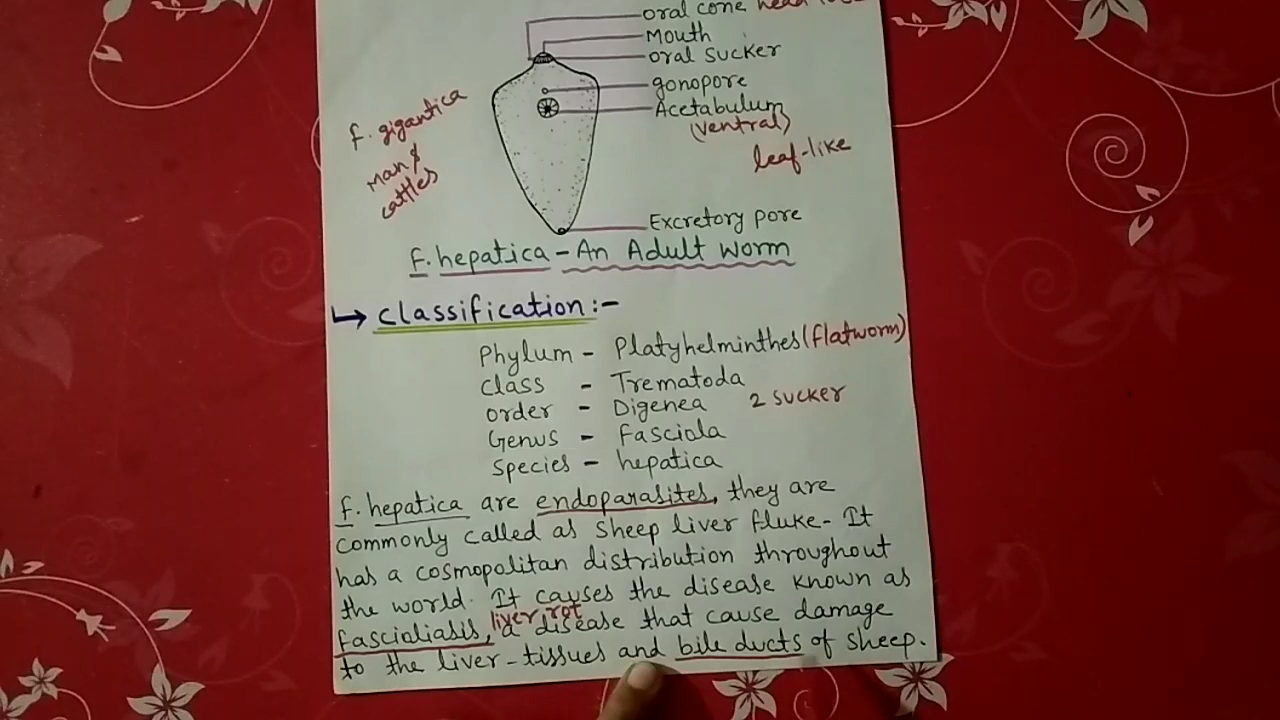 oral cone head
Mouth
oral sucker
gonopore
Acetabulum
(ventral)
leaf-like
f. gigantica
Man &
cattles
Excretory pore
F. hepatica - An Adult worm
↳ classification:-
Phylum - Platyhelminthes (flatworm)
class - Trematoda
order - Digenea 2 sucker
Genus - Fasciola
Species - hepatica
f. hepatica are endoparasites, they are
commonly called as sheep liver fluke. It
has a cosmopolitan distribution throughout
the world. It causes the disease known as
liver rot
fascioliasis, a disease that cause damage
to the liver-tissues and bile ducts of sheep.